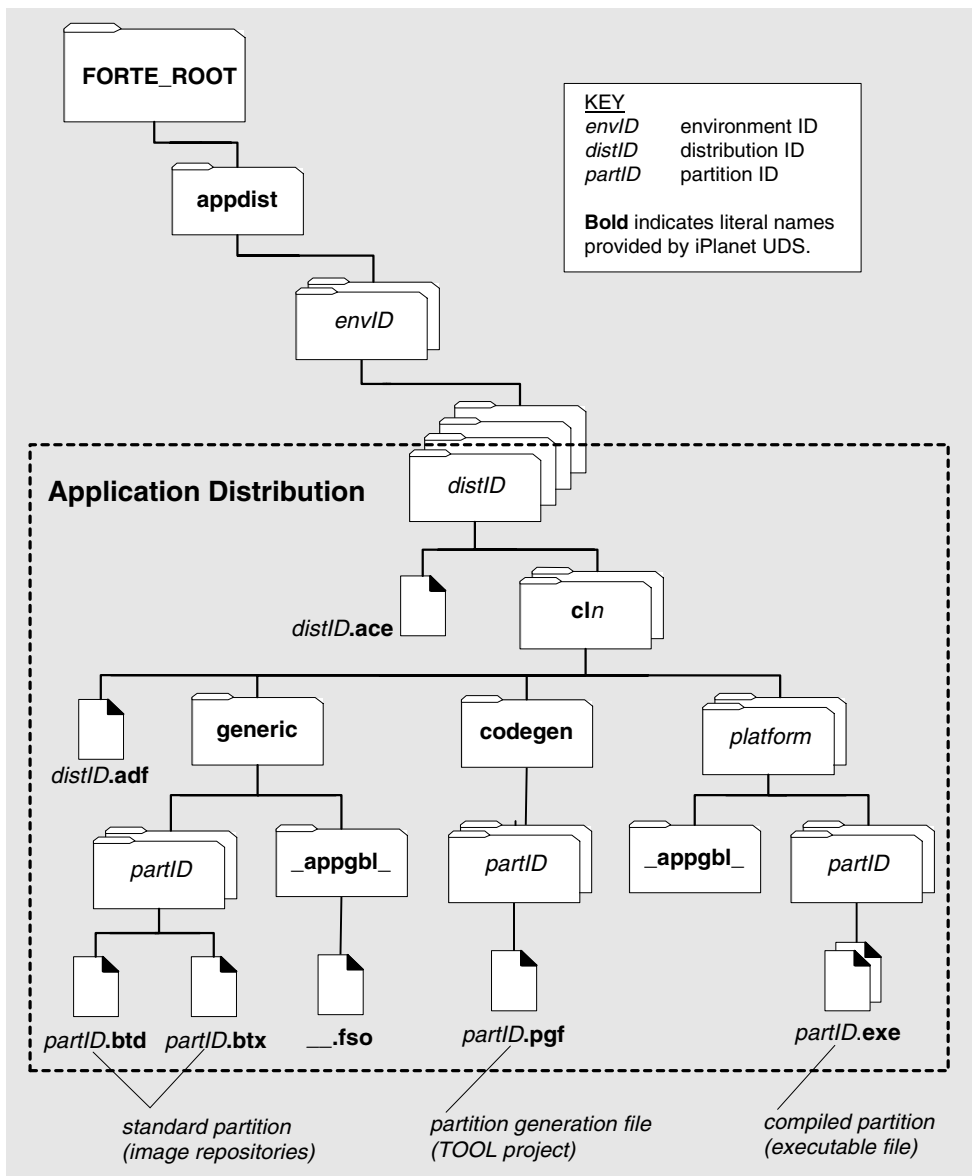 FORTE_ROOT
KEY
envID environment ID
distID distribution ID
partID partition ID
Bold indicates literal names
provided by iPlanet UDS.
appdist
envID
distID
Application Distribution
distID.ace
cln
distID.adf
generic
codegen
platform
partID
_appgbl_
partID
_appgbl_
partID
partID.btd
partID.btx
__.fso
partID.pgf
partID.exe
standard partition
(image repositories)
partition generation file
(TOOL project)
compiled partition
(executable file)